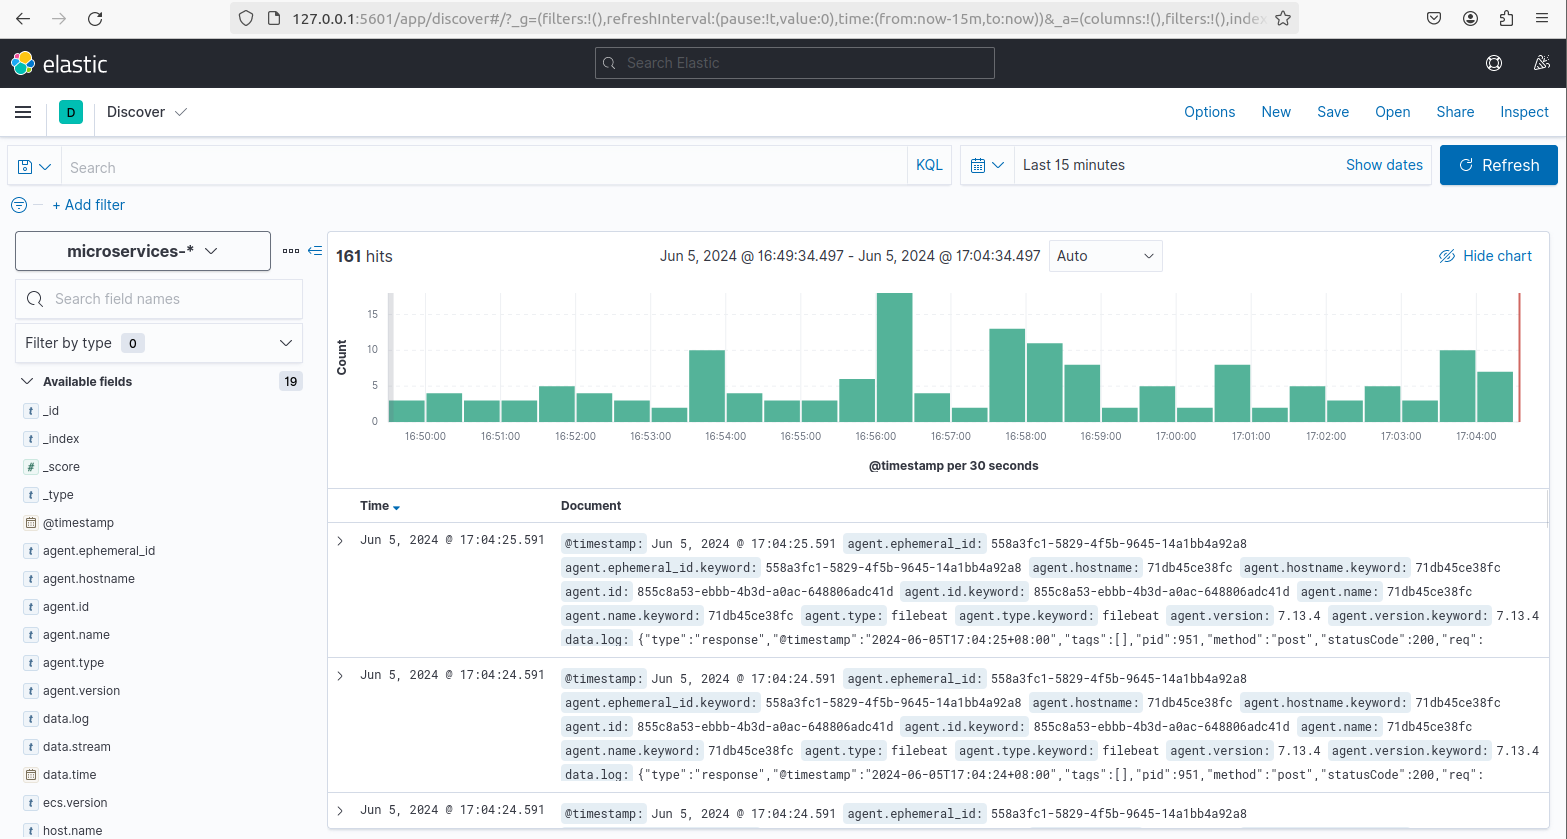 127.0.0.1:5601/app/discover#/?_g=(filters:!(),refreshInterval:(pause:!t,value:0),time:(from:now-15m,to:now))&_a=(columns:!(),filters:!(),index
elastic
Search Elastic
D
Discover
Options New Save Open Share Inspect
Search
KQL
Last 15 minutes
Show dates
Refresh
+ Add filter
microservices-*
Search field names
Filter by type 0
Available fields 19
t _id
t _index
# _score
t _type
@timestamp
t agent.ephemeral_id
t agent.hostname
t agent.id
t agent.name
t agent.type
t agent.version
t data.log
t data.stream
data.time
t ecs.version
t host.name
161 hits
Jun 5, 2024 @ 16:49:34.497 - Jun 5, 2024 @ 17:04:34.497
Auto
Hide chart
Count
15
10
5
0
16:50:00 16:51:00 16:52:00 16:53:00 16:54:00 16:55:00 16:56:00 16:57:00 16:58:00 16:59:00 17:00:00 17:01:00 17:02:00 17:03:00 17:04:00
@timestamp per 30 seconds
Time Document
Jun 5, 2024 @ 17:04:25.591 @timestamp: Jun 5, 2024 @ 17:04:25.591 agent.ephemeral_id: 558a3fc1-5829-4f5b-9645-14a1bb4a92a8
agent.ephemeral_id.keyword: 558a3fc1-5829-4f5b-9645-14a1bb4a92a8 agent.hostname: 71db45ce38fc agent.hostname.keyword: 71db45ce38fc
agent.id: 855c8a53-ebbb-4b3d-a0ac-648806adc41d agent.id.keyword: 855c8a53-ebbb-4b3d-a0ac-648806adc41d agent.name: 71db45ce38fc
agent.name.keyword: 71db45ce38fc agent.type: filebeat agent.type.keyword: filebeat agent.version: 7.13.4 agent.version.keyword: 7.13.4
data.log: {"type":"response","@timestamp":"2024-06-05T17:04:25+08:00","tags":[],"pid":951,"method":"post","statusCode":200,"req":
Jun 5, 2024 @ 17:04:24.591 @timestamp: Jun 5, 2024 @ 17:04:24.591 agent.ephemeral_id: 558a3fc1-5829-4f5b-9645-14a1bb4a92a8
agent.ephemeral_id.keyword: 558a3fc1-5829-4f5b-9645-14a1bb4a92a8 agent.hostname: 71db45ce38fc agent.hostname.keyword: 71db45ce38fc
agent.id: 855c8a53-ebbb-4b3d-a0ac-648806adc41d agent.id.keyword: 855c8a53-ebbb-4b3d-a0ac-648806adc41d agent.name: 71db45ce38fc
agent.name.keyword: 71db45ce38fc agent.type: filebeat agent.type.keyword: filebeat agent.version: 7.13.4 agent.version.keyword: 7.13.4
data.log: {"type":"response","@timestamp":"2024-06-05T17:04:24+08:00","tags":[],"pid":951,"method":"post","statusCode":200,"req":
Jun 5, 2024 @ 17:04:24.591 @timestamp: Jun 5, 2024 @ 17:04:24.591 agent.ephemeral_id: 558a3fc1-5829-4f5b-9645-14a1bb4a92a8